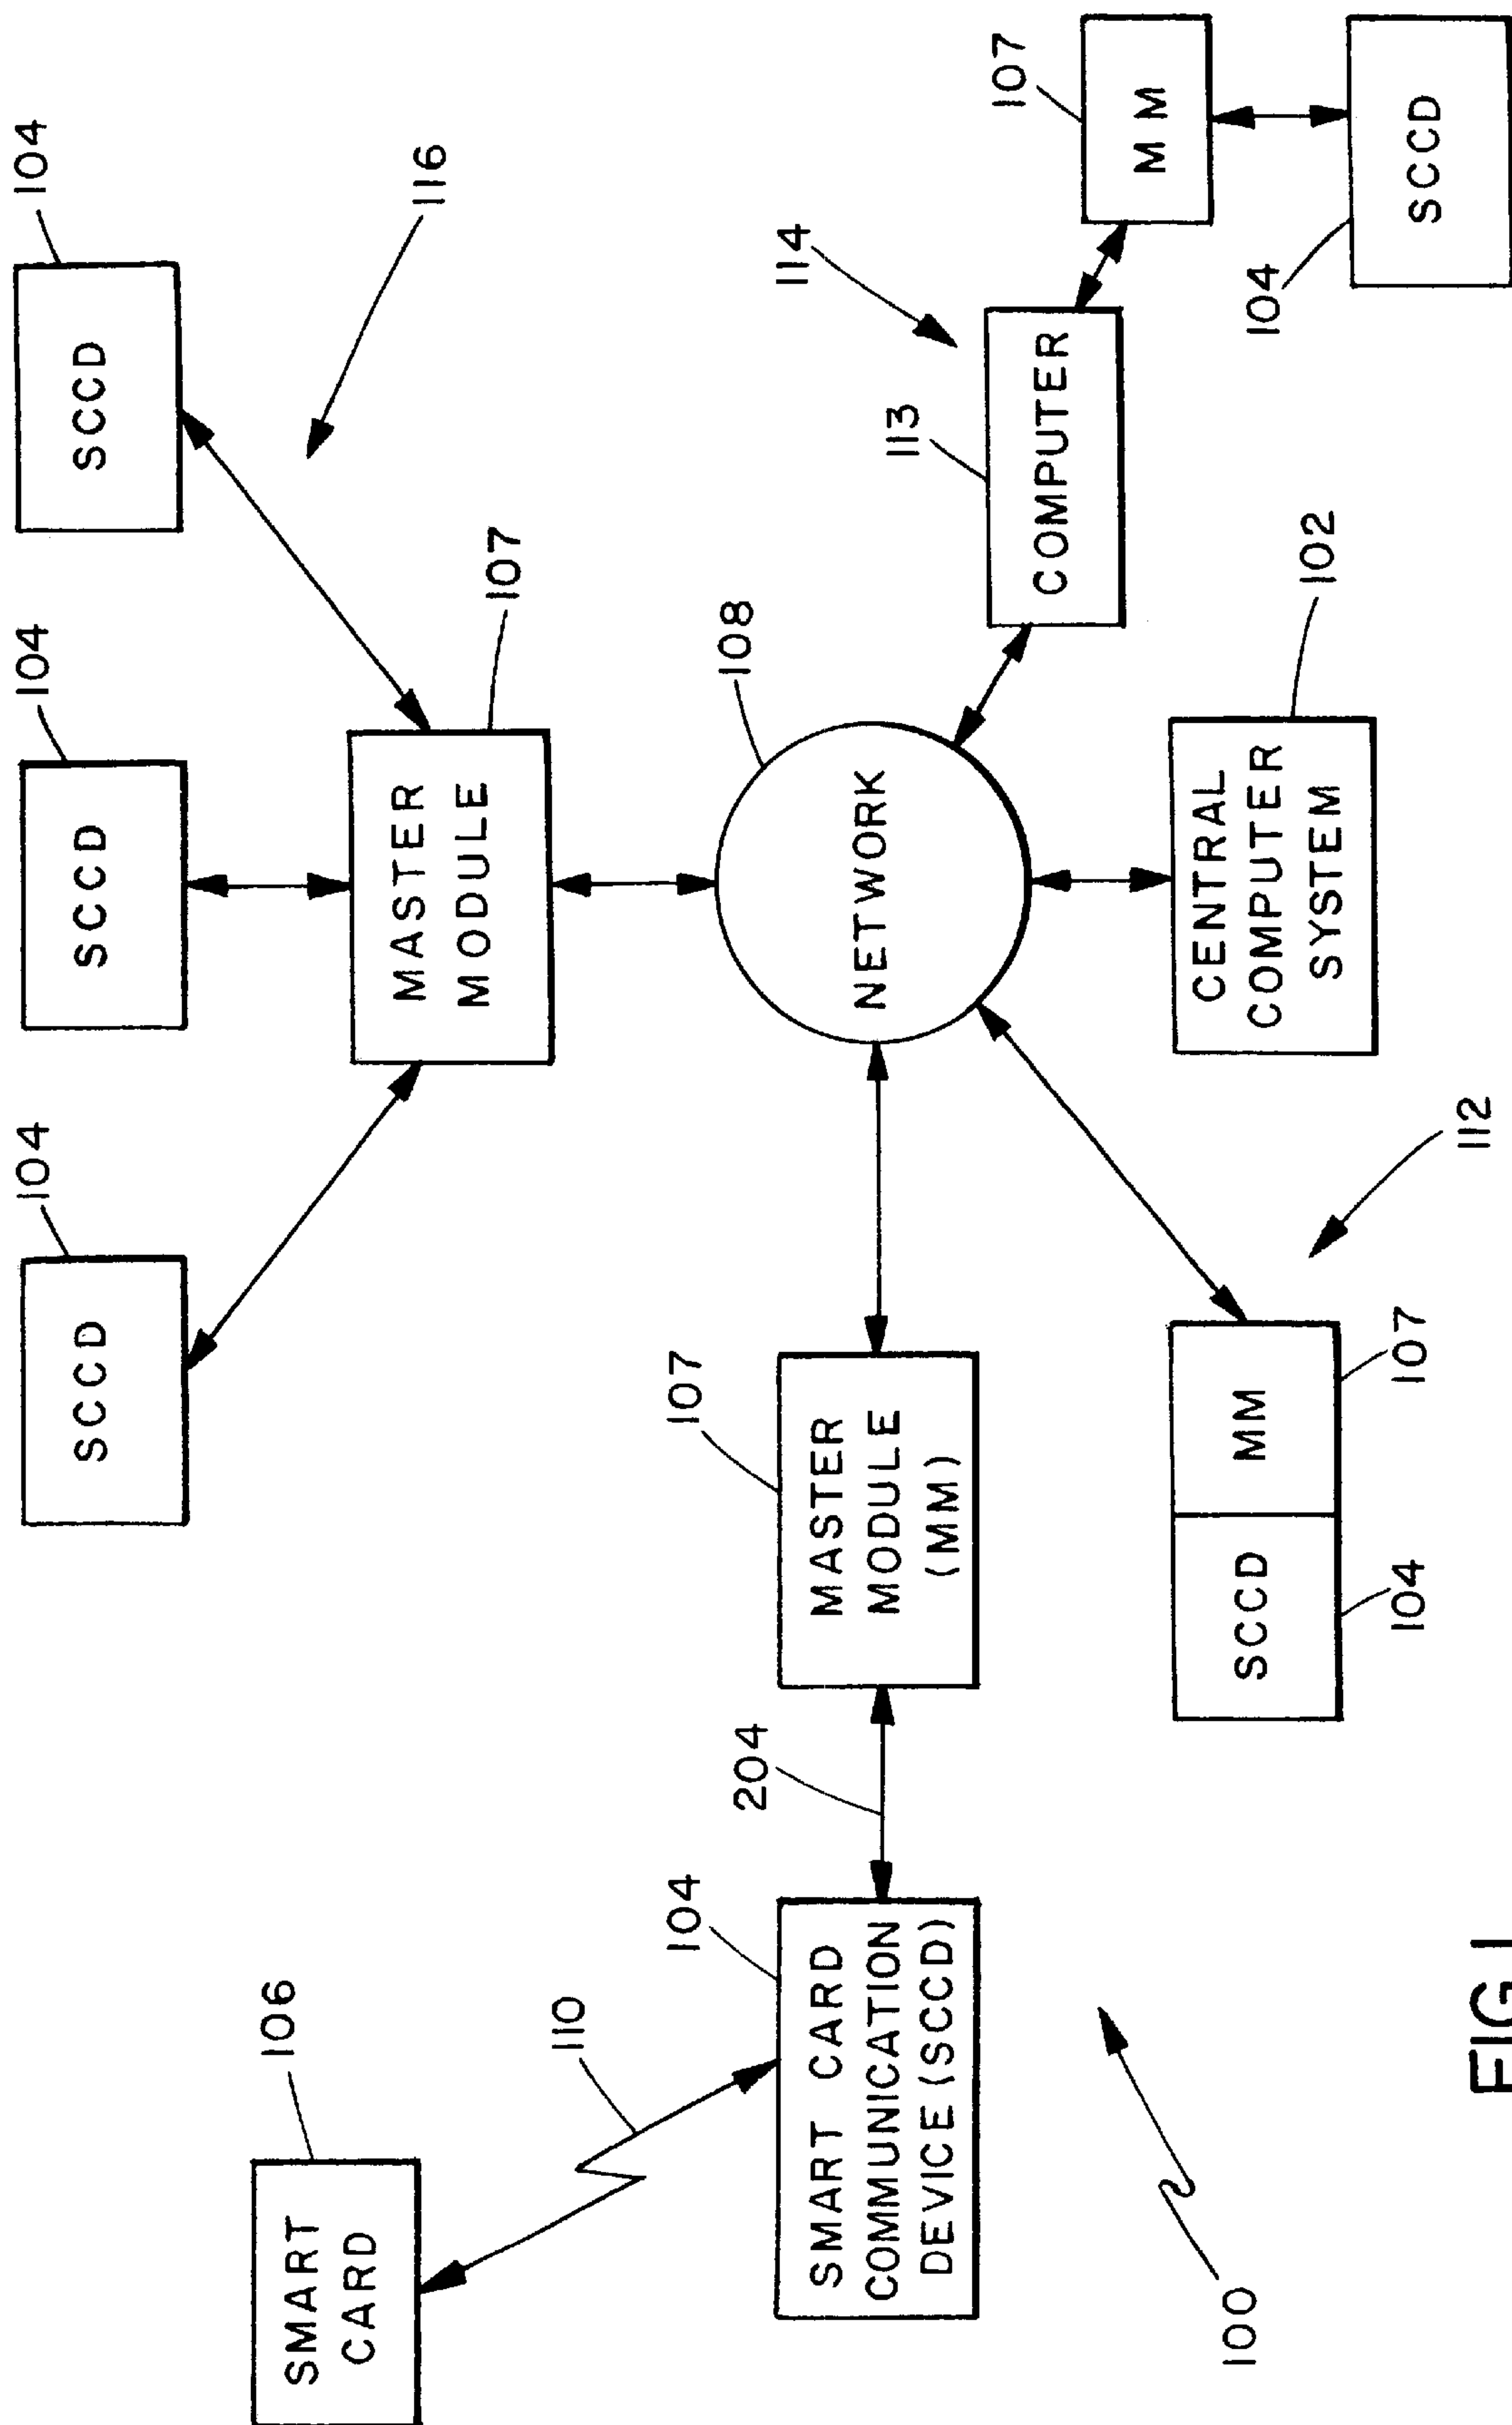 104
104
104
SCCD
SCCD
SCCD
106
SMART
CARD
116
MASTER
MODULE
107
110
104
204
107
108
SMART CARD
COMMUNICATION
DEVICE (SCCD)
MASTER
MODULE
(MM)
NETWORK
114
113
COMPUTER
107
MM
104
SCCD
CENTRAL
COMPUTER
SYSTEM
102
100
SCCD
MM
104
107
112
FIG.1